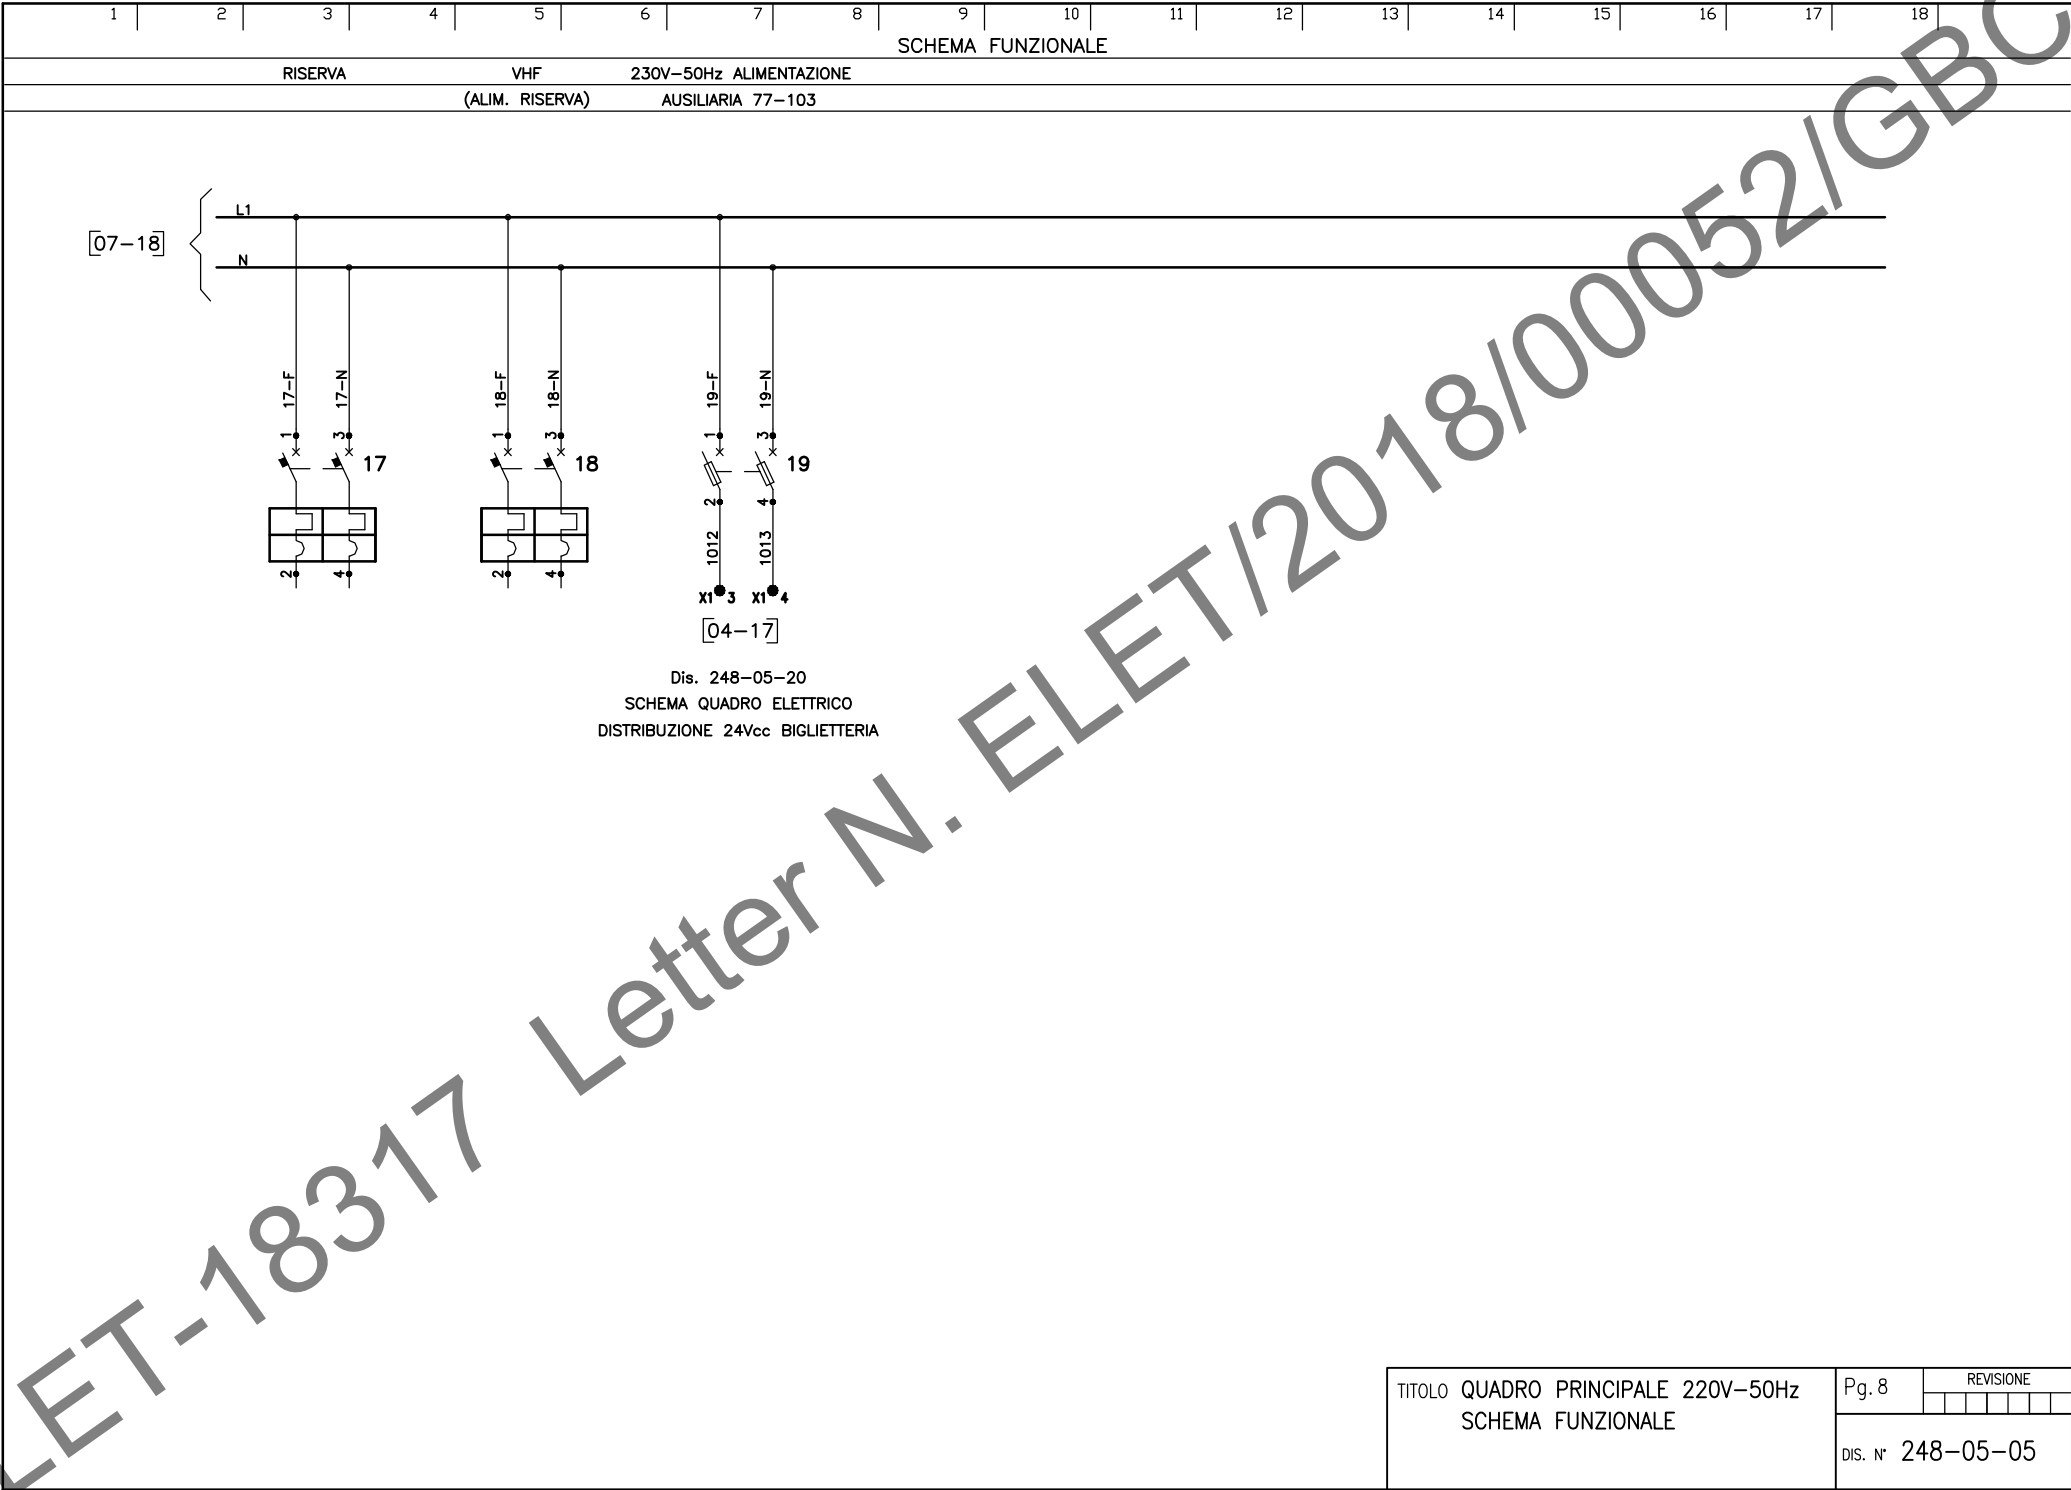 1 2 3 4 5 6 7 8 9 10 11 12 13 14 15 16 17 18
SCHEMA FUNZIONALE
RISERVA VHF 230V-50Hz ALIMENTAZIONE
(ALIM. RISERVA) AUSILIARIA 77-103
L1
[07-18]
N
17-F 17-N 18-F 18-N 19-F 19-N
1 3 1 3 1 3
17 18 19
2 4
1012 1013
2 4 2 4
X1 3 X1 4
[04-17]
Dis. 248-05-20
SCHEMA QUADRO ELETTRICO
DISTRIBUZIONE 24Vcc BIGLIETTERIA
LET-18317 Letter N. ELET/2018/00052/GBC
TITOLO QUADRO PRINCIPALE 220V-50Hz
SCHEMA FUNZIONALE
Pg. 8 REVISIONE
DIS. N° 248-05-05